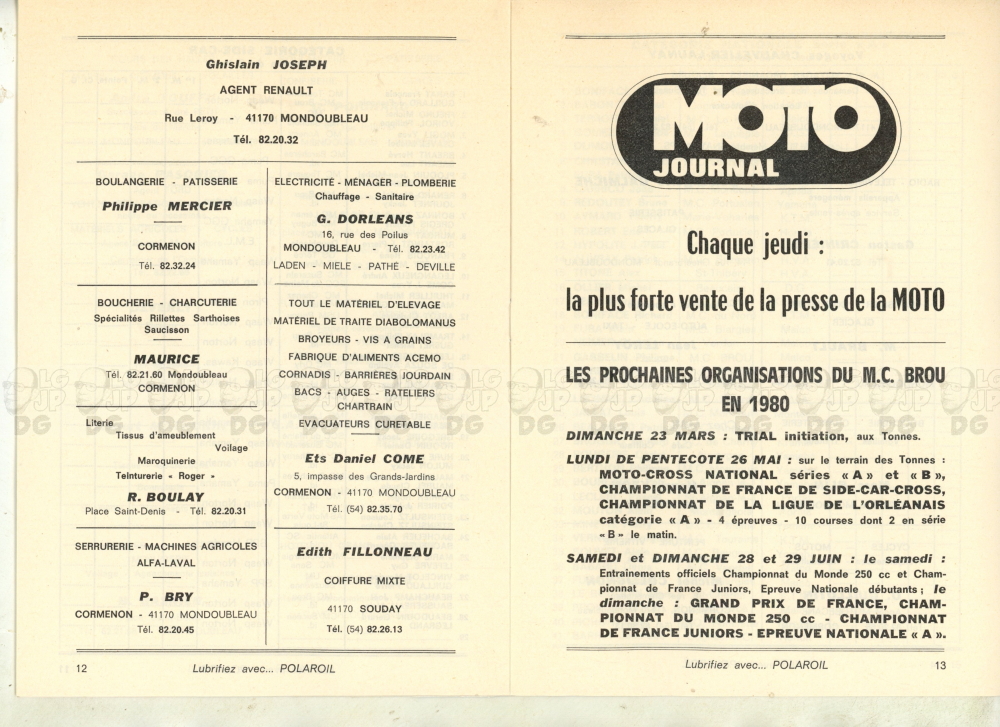 Ghislain JOSEPH
AGENT RENAULT
Rue Leroy - 41170 MONDOUBLEAU
Tél. 82.20.32
BOULANGERIE - PATISSERIE
Philippe MERCIER
CORMENON
Tél. 82.32.24
BOUCHERIE - CHARCUTERIE
Spécialités Rillettes Sarthoises
Saucisson
MAURICE
Tél. 82.21.60 Mondoubleau
CORMENON
Literie
Tissus d'ameublement
Voilage
Maroquinerie
Teinturerie « Roger »
R. BOULAY
Place Saint-Denis - Tél. 82.20.31
SERRURERIE - MACHINES AGRICOLES
ALFA-LAVAL
P. BRY
CORMENON - 41170 MONDOUBLEAU
Tél. 82.20.45
ELECTRICITÉ - MÉNAGER - PLOMBERIE
Chauffage - Sanitaire
G. DORLEANS
16, rue des Poilus
MONDOUBLEAU - Tél. 82.23.42
LADEN - MIELE - PATHÉ - DEVILLE
TOUT LE MATÉRIEL D'ELEVAGE
MATÉRIEL DE TRAITE DIABOLOMANUS
BROYEURS - VIS A GRAINS
FABRIQUE D'ALIMENTS ACEMO
CORNADIS - BARRIÈRES JOURDAIN
BACS - AUGES - RATELIERS
CHARTRAIN
EVACUATEURS CURETABLE
Ets Daniel COME
5, impasse des Grands-Jardins
CORMENON - 41170 MONDOUBLEAU
Tél. (54) 82.35.70
Edith FILLONNEAU
COIFFURE MIXTE
41170 SOUDAY
Tél. (54) 82.26.13
12
Lubrifiez avec... POLAROIL
MOTO
JOURNAL
Chaque jeudi :
la plus forte vente de la presse de la MOTO
LES PROCHAINES ORGANISATIONS DU M.C. BROU
EN 1980
DIMANCHE 23 MARS : TRIAL initiation, aux Tonnes.
LUNDI DE PENTECOTE 26 MAI : sur le terrain des Tonnes :
MOTO-CROSS NATIONAL séries « A » et « B »,
CHAMPIONNAT DE FRANCE DE SIDE-CAR-CROSS,
CHAMPIONNAT DE LA LIGUE DE L'ORLÉANAIS
catégorie « A » - 4 épreuves - 10 courses dont 2 en série
« B » le matin.
SAMEDI et DIMANCHE 28 et 29 JUIN : le samedi :
Entrainements officiels Championnat du Monde 250 cc et Cham-
pionnat de France Juniors, Epreuve Nationale débutants ; le
dimanche : GRAND PRIX DE FRANCE, CHAM-
PIONNAT DU MONDE 250 cc - CHAMPIONNAT
DE FRANCE JUNIORS - EPREUVE NATIONALE « A ».
Lubrifiez avec... POLAROIL
13